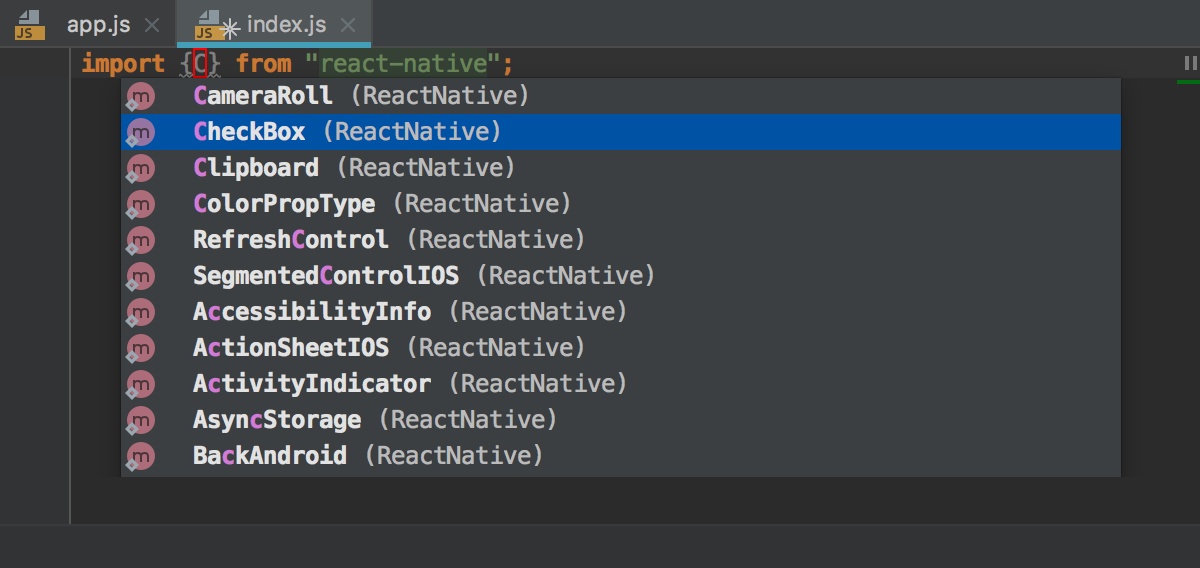 JS app.js JS index.js
import {C} from "react-native";
m CameraRoll (ReactNative)
m CheckBox (ReactNative)
m Clipboard (ReactNative)
m ColorPropType (ReactNative)
m RefreshControl (ReactNative)
m SegmentedControlIOS (ReactNative)
m AccessibilityInfo (ReactNative)
m ActionSheetIOS (ReactNative)
m ActivityIndicator (ReactNative)
m AsyncStorage (ReactNative)
m BackAndroid (ReactNative)